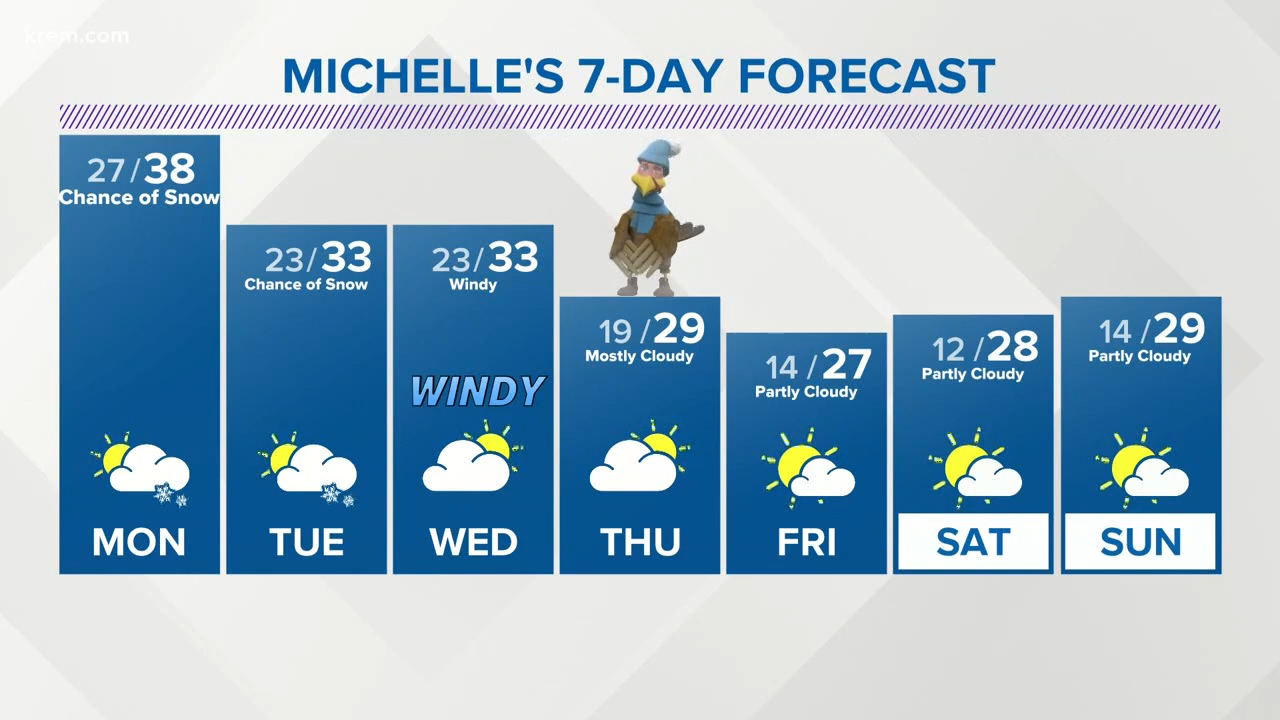 krem.com
MICHELLE'S 7-DAY FORECAST
27/38
Chance of Snow
MON
23/33
Chance of Snow
TUE
23/33
Windy
WINDY
WED
19/29
Mostly Cloudy
THU
14/27
Partly Cloudy
FRI
12/28
Partly Cloudy
SAT
14/29
Partly Cloudy
SUN